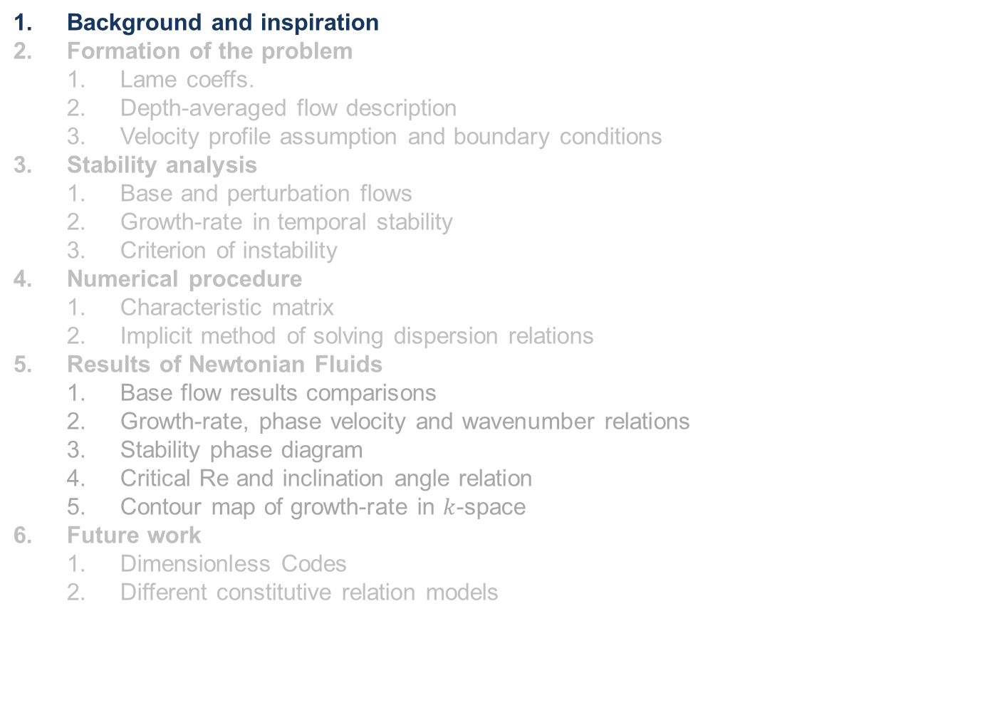 1. Background and inspiration
2. Formation of the problem
1. Lame coeffs.
2. Depth-averaged flow description
3. Velocity profile assumption and boundary conditions
3. Stability analysis
1. Base and perturbation flows
2. Growth-rate in temporal stability
3. Criterion of instability
4. Numerical procedure
1. Characteristic matrix
2. Implicit method of solving dispersion relations
5. Results of Newtonian Fluids
1. Base flow results comparisons
2. Growth-rate, phase velocity and wavenumber relations
3. Stability phase diagram
4. Critical Re and inclination angle relation
5. Contour map of growth-rate in k-space
6. Future work
1. Dimensionless Codes
2. Different constitutive relation models